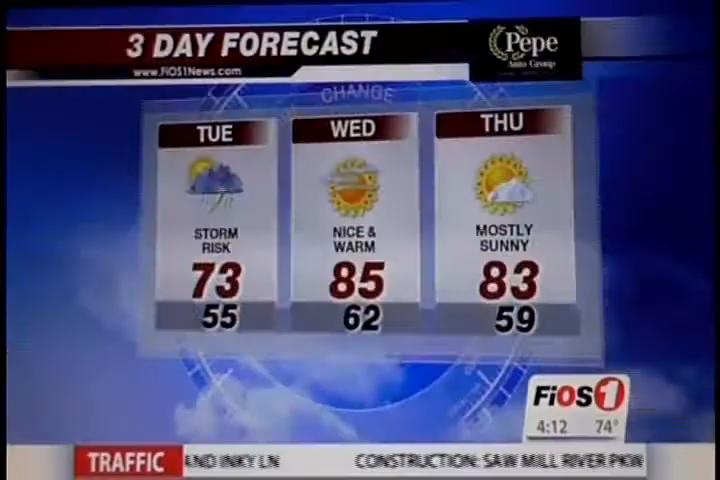 3 DAY FORECAST
www.FiOS1News.com
Pepe
Auto Group
CHANGE
TUE
STORM
RISK
73
55
WED
NICE &
WARM
85
62
THU
MOSTLY
SUNNY
83
59
FiOS1
4:12 74°
TRAFFIC AND INKY LN CONSTRUCTION: SAW MILL RIVER PKW